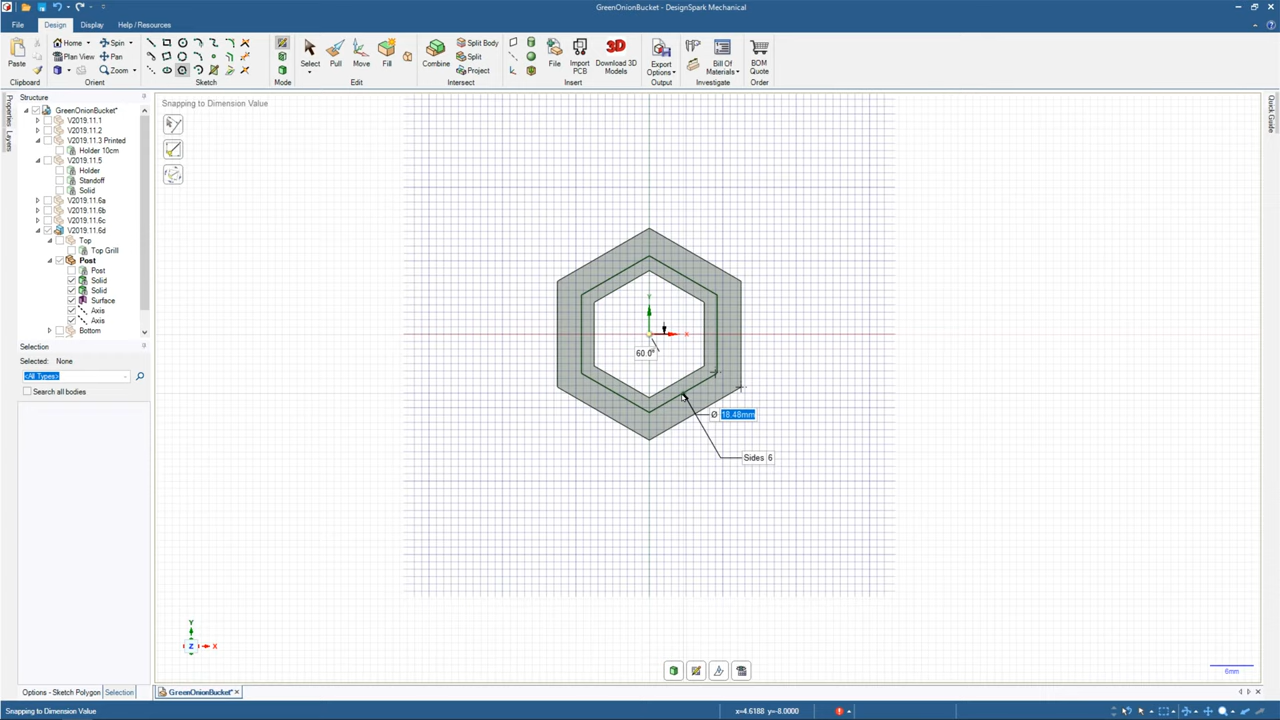 GreenOnionBucket - DesignSpark Mechanical
File Design Display Help / Resources
Paste
Clipboard
Home
Plan View
Spin
Pan
Zoom
Orient
Sketch
Mode
Select
Pull
Move
Fill
Edit
Combine
Split Body
Split
Project
Intersect
File
Import PCB
Download 3D Models
Insert
Export Options
Output
Bill Of Materials
Investigate
BOM Quote
Order
Structure
Properties
Layers
GreenOnionBucket*
V2019.11.1
V2019.11.2
V2019.11.3 Printed
Holder 10cm
V2019.11.5
Holder
Standoff
Solid
V2019.11.6a
V2019.11.6b
V2019.11.6c
V2019.11.6d
Top
Top Grill
Post
Post
Solid
Solid
Surface
Axis
Axis
Bottom
Selection
Selected: None
<All Types>
Search all bodies
Options - Sketch Polygon Selection
Snapping to Dimension Value
Quick Guide
Y
X
60.0°
Ø 18.48mm
Sides 6
Y
Z X
6mm
GreenOnionBucket*
Snapping to Dimension Value
x=4.6188 y=-8.0000